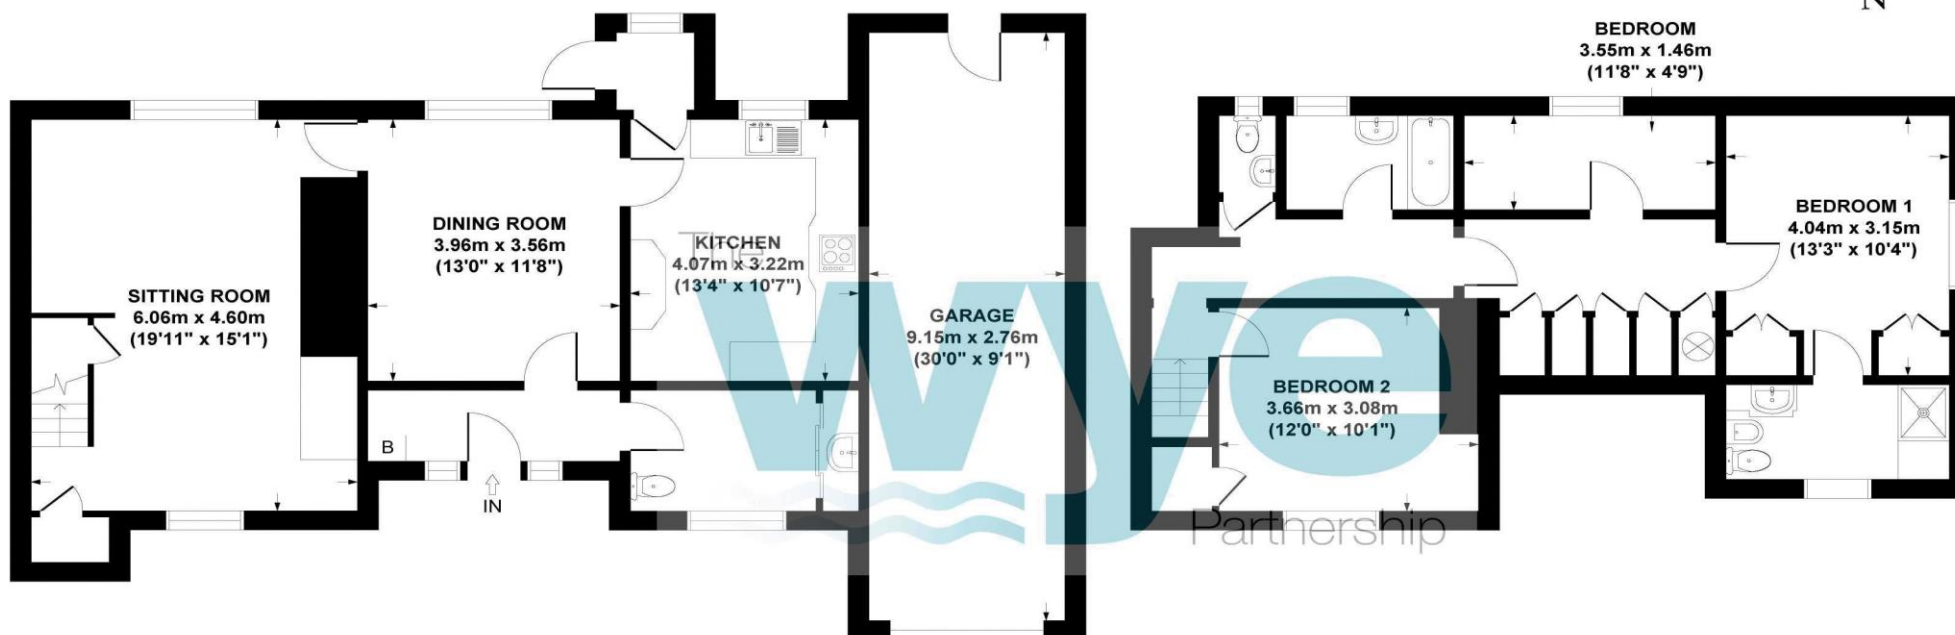 N
BEDROOM
3.55m x 1.46m
(11'8" x 4'9")
SITTING ROOM
6.06m x 4.60m
(19'11" x 15'1")
DINING ROOM
3.96m x 3.56m
(13'0" x 11'8")
KITCHEN
4.07m x 3.22m
(13'4" x 10'7")
GARAGE
9.15m x 2.76m
(30'0" x 9'1")
BEDROOM 1
4.04m x 3.15m
(13'3" x 10'4")
BEDROOM 2
3.66m x 3.08m
(12'0" x 10'1")
B
IN
The
wye
Partnership